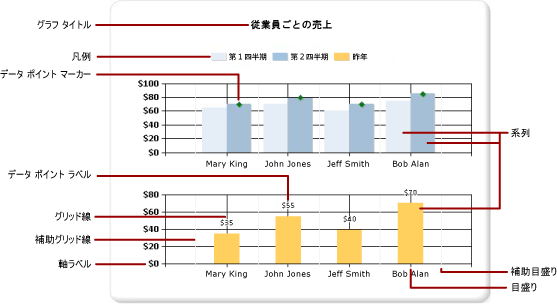 グラフ タイトル
従業員ごとの売上
凡例
第1四半期 第2四半期 昨年
データ ポイント マーカー
$100
$80
$60
$40
$20
$0
系列
Mary King John Jones Jeff Smith Bob Alan
データ ポイント ラベル
$80
$60
$40
$20
$0
$35
$55
$40
$70
グリッド線
補助グリッド線
軸ラベル
Mary King John Jones Jeff Smith Bob Alan
補助目盛り
目盛り